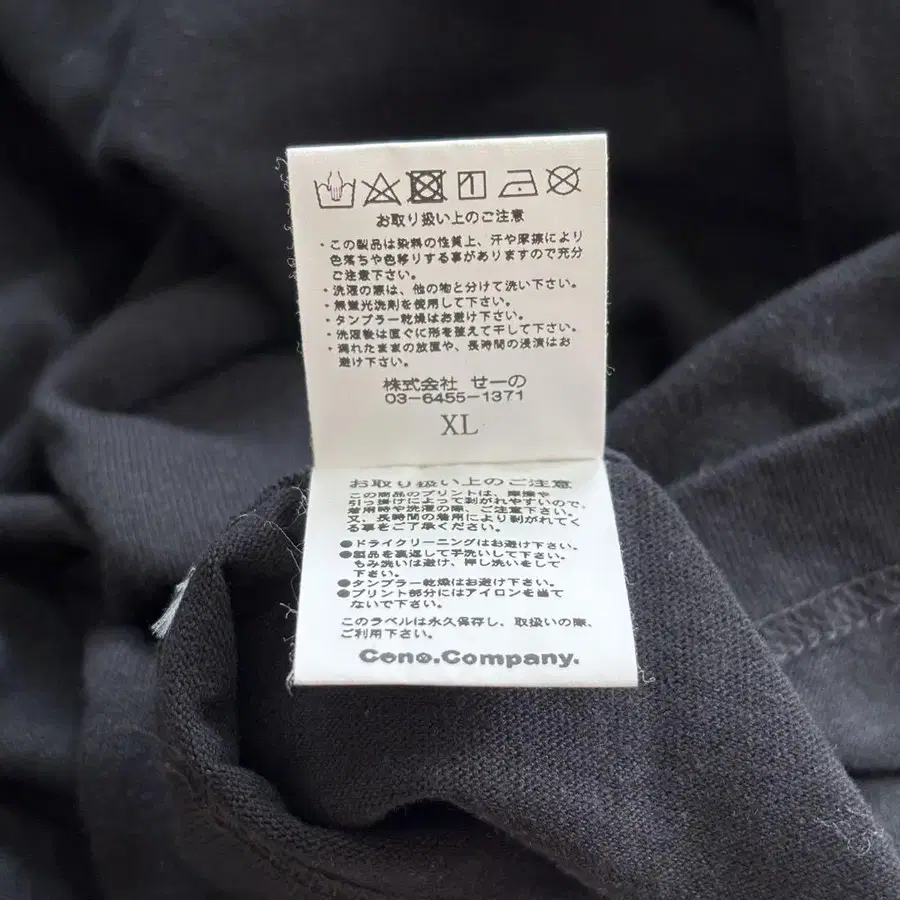 お取り扱い上のご注意
・この製品は染料の性質上、汗や摩擦により
色落ちや色移りする事がありますので充分
ご注意下さい。
・洗濯の際は、他の物と分けて洗い下さい。
・無蛍光洗剤を使用して下さい。
・タンブラー乾燥はお避け下さい。
・洗濯後は直ぐに形を整えて干して下さい。
・濡れたままの放置や、長時間の浸漬はお
避け下さい。
株式会社 せーの
03-6455-1371
XL
お取り扱い上のご注意
この商品のプリントは、摩擦や
引っ掛けによって剥がれやすいので、
着用時や洗濯の際、ご注意下さい。
又、長時間の着用により剥がれてく
る事をご了承ください。
●ドライクリーニングはお避け下さい。
●製品を裏返して手洗いして下さい。
もみ洗いは避け、押し洗いをして
下さい。
●タンブラー乾燥はお避け下さい。
●プリント部分にはアイロンを当て
ないで下さい。
このラベルは永久保存し、取扱いの際、
ご利用下さい。
Ceno.Company.